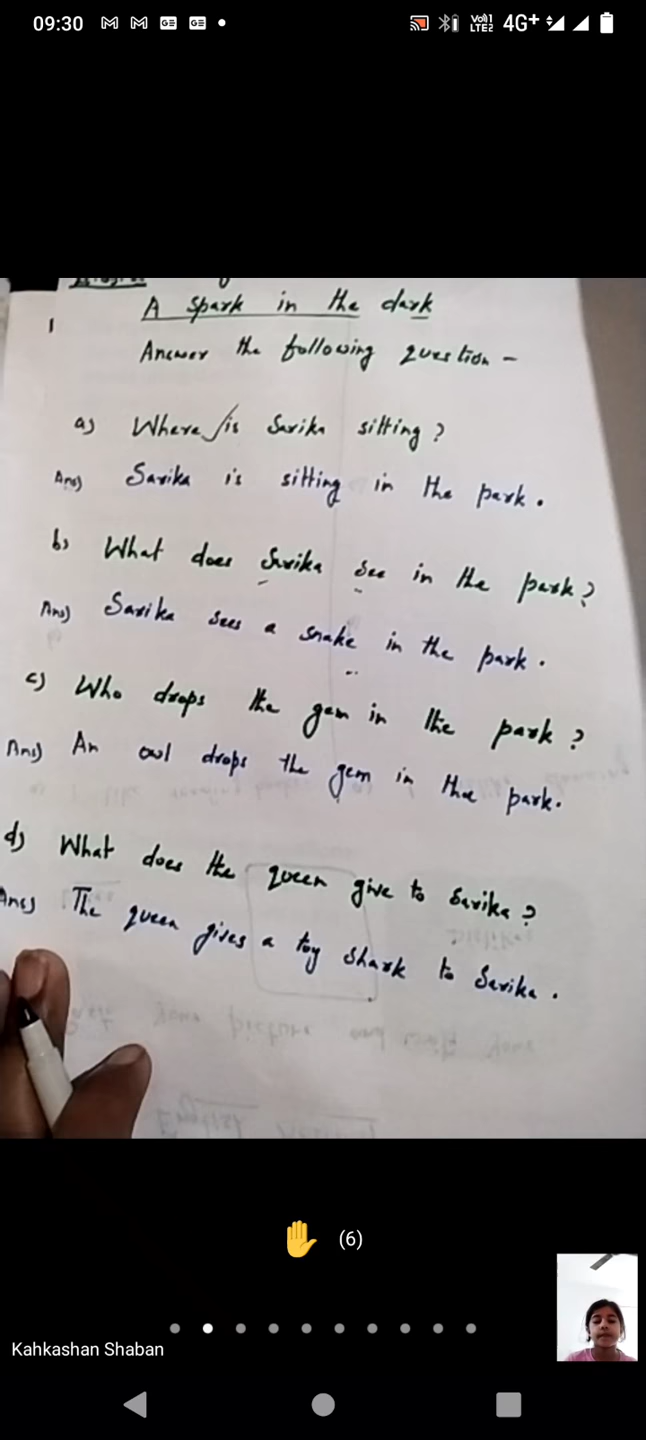 09:30
VoI) 1
LTE2
4G+
A Spark in the dark
1
Answer the following question -
a) Where is Sarika sitting?
Ans) Sarika is sitting in the park.
b) What does Sarika see in the park?
Ans) Sarika sees a snake in the park.
c) Who drops the gem in the park?
Ans) An owl drops the gem in the park.
d) What does the queen give to Sarika?
Ans) The queen gives a toy shark to Sarika.
(6)
Kahkashan Shaban